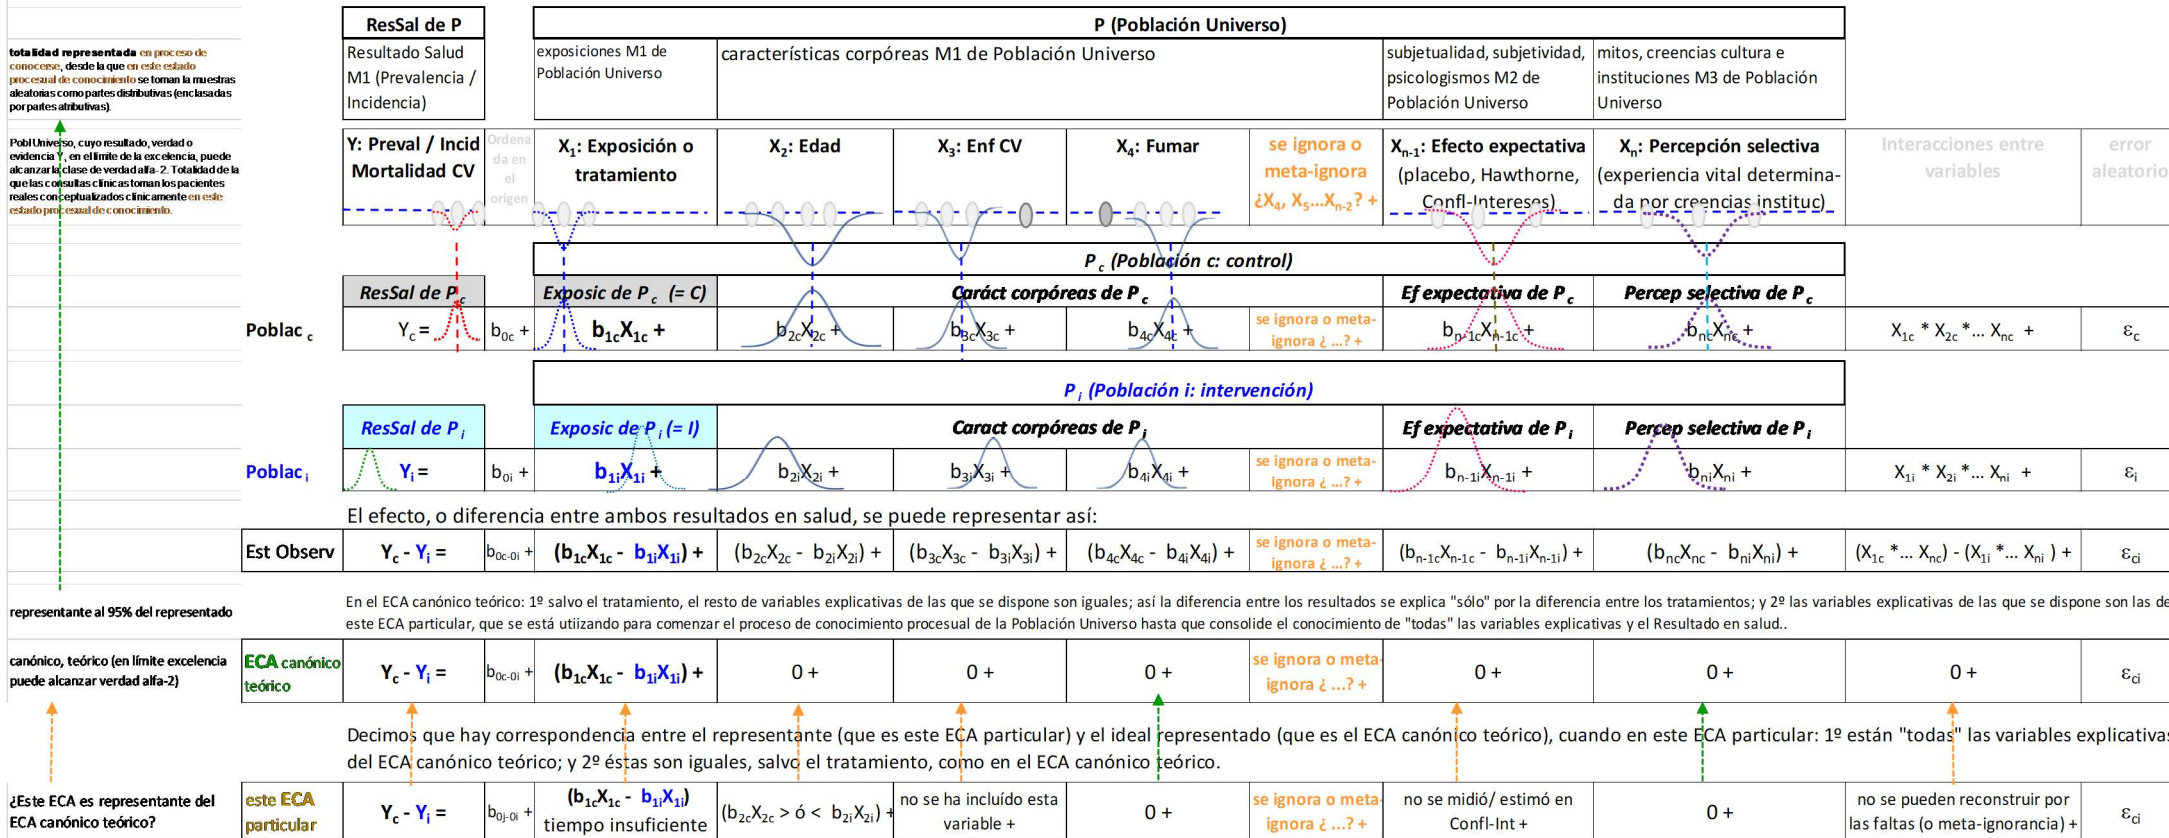 ResSal de P
P (Población Universo)
totalidad representada en proceso de
conocerse, desde la que en este estado
procesual de conocimiento se toman la muestras
aleatorias como partes distributivas (enclasadas
por partes atributivas).
Resultado Salud
M1 (Prevalencia /
Incidencia)
exposiciones M1 de
Población Universo
características corpóreas M1 de Población Universo
subjetualidad, subjetividad,
psicologismos M2 de
Población Universo
mitos, creencias cultura e
instituciones M3 de Población
Universo
Pobl Universo, cuyo resultado, verdad o
evidencia Y, en el límite de la excelencia, puede
alcanzar la clase de verdad alfa-2. Totalidad de la
que las consultas clínicas toman los pacientes
reales conceptualizados clínicamente en este
estado procesual de conocimiento.
Y: Preval / Incid
Mortalidad CV
Ordena
da en
el
origen
X1: Exposición o
tratamiento
X2: Edad
X3: Enf CV
X4: Fumar
se ignora o
meta-ignora
¿X4, X5...Xn-2? +
Xn-1: Efecto expectativa
(placebo, Hawthorne,
Confl-Intereses)
Xn: Percepción selectiva
(experiencia vital determina-
da por creencias instituc)
Interacciones entre
variables
error
aleatorio
Pc (Población c: control)
ResSal de Pc
Exposic de Pc (= C)
Caráct corpóreas de Pc
Ef expectativa de Pc
Percep selectiva de Pc
Poblac c
Yc =
b0c +
b1cX1c +
b2cX2c +
b3cX3c +
b4cX4c +
se ignora o meta-
ignora ¿ ...? +
bn-1cXn-1c +
bncXnc +
X1c * X2c *... Xnc +
εc
Pi (Población i: intervención)
ResSal de Pi
Exposic de Pi (= I)
Caract corpóreas de Pi
Ef expectativa de Pi
Percep selectiva de Pi
Poblac i
Yi =
b0i +
b1iX1i +
b2iX2i +
b3iX3i +
b4iX4i +
se ignora o meta-
ignora ¿ ...? +
bn-1iXn-1i +
bniXni +
X1i * X2i *... Xni +
εi
El efecto, o diferencia entre ambos resultados en salud, se puede representar así:
Est Observ
Yc - Yi =
b0c-0i +
(b1cX1c - b1iX1i) +
(b2cX2c - b2iX2i) +
(b3cX3c - b3iX3i) +
(b4cX4c - b4iX4i) +
se ignora o meta-
ignora ¿ ...? +
(bn-1cXn-1c - bn-1iXn-1i) +
(bncXnc - bniXni) +
(X1c *... Xnc) - (X1i *... Xni ) +
εci
representante al 95% del representado
En el ECA canónico teórico: 1º salvo el tratamiento, el resto de variables explicativas de las que se dispone son iguales; así la diferencia entre los resultados se explica "sólo" por la diferencia entre los tratamientos; y 2º las variables explicativas de las que se dispone son las de
este ECA particular, que se está utiizando para comenzar el proceso de conocimiento procesual de la Población Universo hasta que consolide el conocimiento de "todas" las variables explicativas y el Resultado en salud..
canónico, teórico (en límite excelencia
puede alcanzar verdad alfa-2)
ECA canónico
teórico
Yc - Yi =
b0c-0i +
(b1cX1c - b1iX1i) +
0 +
0 +
0 +
se ignora o meta-
ignora ¿ ...? +
0 +
0 +
0 +
εci
Decimos que hay correspondencia entre el representante (que es este ECA particular) y el ideal representado (que es el ECA canónico teórico), cuando en este ECA particular: 1º están "todas" las variables explicativas
del ECA canónico teórico; y 2º éstas son iguales, salvo el tratamiento, como en el ECA canónico teórico.
¿Este ECA es representante del
ECA canónico teórico?
este ECA
particular
Yc - Yi =
b0j-0i +
(b1cX1c - b1iX1i)
tiempo insuficiente
(b2cX2c > ó < b2iX2i) +
no se ha incluído esta
variable +
0 +
se ignora o meta-
ignora ¿ ...? +
no se midió/ estimó en
Confl-Int +
0 +
no se pueden reconstruir por
las faltas (o meta-ignorancia) +
εci